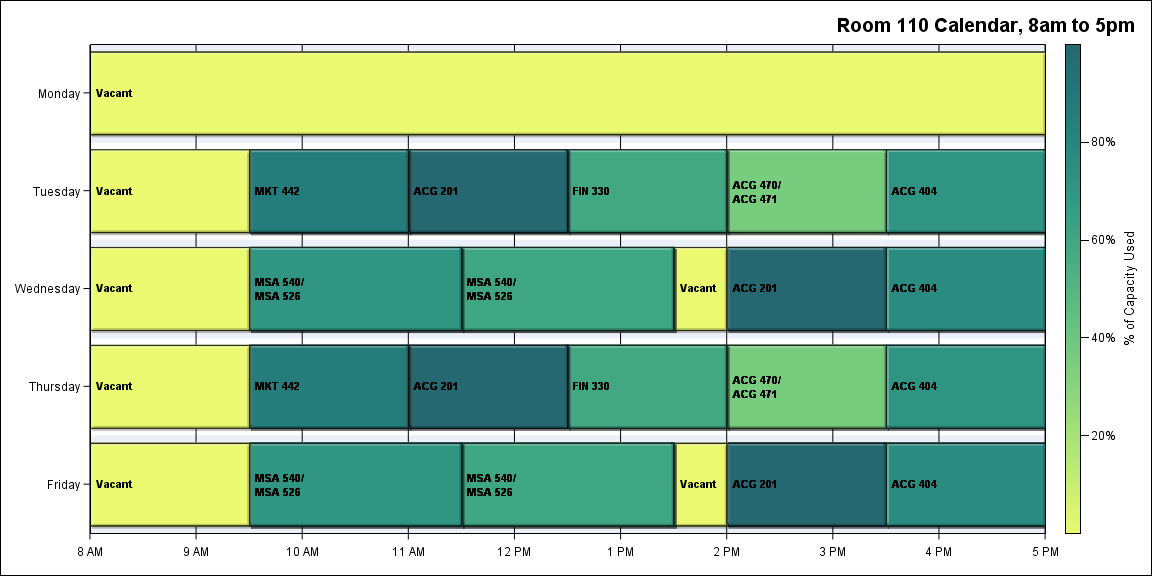 Room 110 Calendar, 8am to 5pm
Monday
Vacant
Tuesday
Vacant
MKT 442
ACG 201
FIN 330
ACG 470/
ACG 471
ACG 404
Wednesday
Vacant
MSA 540/
MSA 526
MSA 540/
MSA 526
Vacant
ACG 201
ACG 404
Thursday
Vacant
MKT 442
ACG 201
FIN 330
ACG 470/
ACG 471
ACG 404
Friday
Vacant
MSA 540/
MSA 526
MSA 540/
MSA 526
Vacant
ACG 201
ACG 404
8 AM
9 AM
10 AM
11 AM
12 PM
1 PM
2 PM
3 PM
4 PM
5 PM
80%
60%
40%
20%
% of Capacity Used